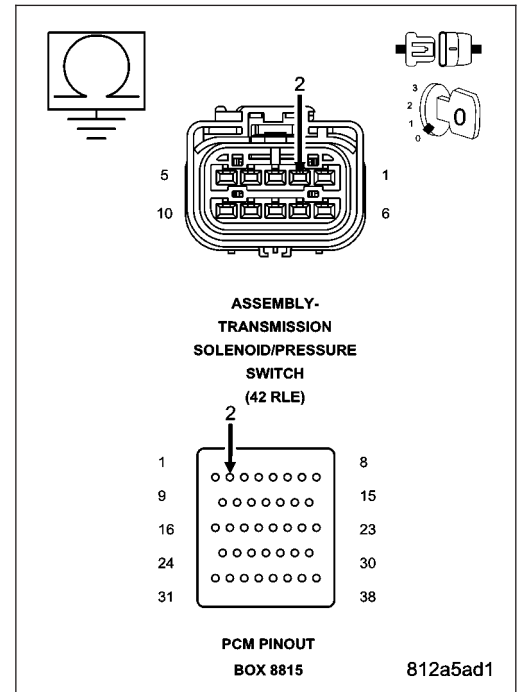 3
2
1
0
0
2
5
1
10
6
ASSEMBLY-
TRANSMISSION
SOLENOID/PRESSURE
SWITCH
(42 RLE)
2
1
8
9
15
16
23
24
30
31
38
PCM PINOUT
BOX 8815
812a5ad1